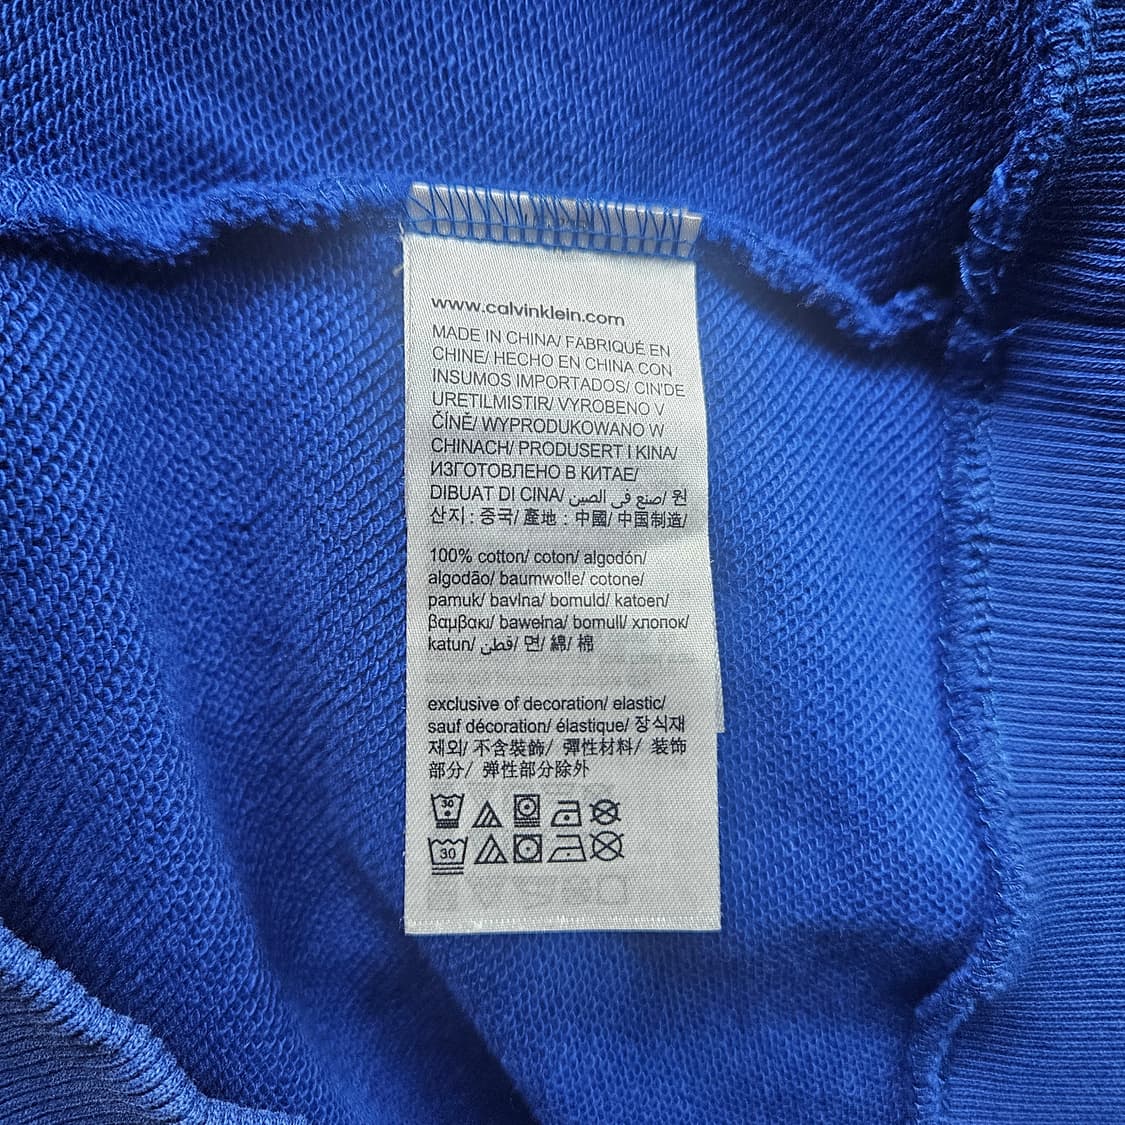 www.calvinklein.com
MADE IN CHINA/ FABRIQUÉ EN
CHINE/ HECHO EN CHINA CON
INSUMOS IMPORTADOS/ CIN'DE
URETILMISTIR/ VYROBENO V
ČÍNĚ/ WYPRODUKOWANO W
CHINACH/ PRODUSERT I KINA/
ИЗГОТОВЛЕНО В КИТАЕ/
DIBUAT DI CINA/ صنع في الصين/ 원
산지 : 중국/ 產地 : 中國/ 中国制造/
100% cotton/ coton/ algodón/
algodão/ baumwolle/ cotone/
pamuk/ bavlna/ bomuld/ katoen/
βαμβακι/ bawełna/ bomull/ хлопок/
katun/ قطن/ 면/ 綿/ 棉
exclusive of decoration/ elastic/
sauf décoration/ élastique/ 장식재
제외/ 不含裝飾/ 彈性材料/ 装饰
部分/ 弹性部分除外
30
30